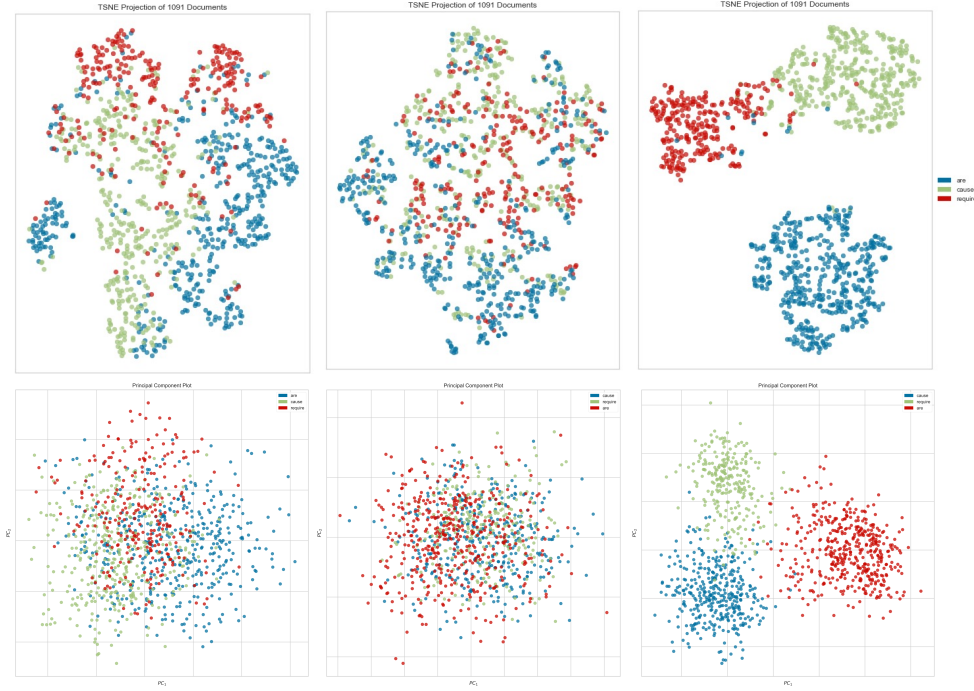 TSNE Projection of 1091 Documents
TSNE Projection of 1091 Documents
TSNE Projection of 1091 Documents
are
cause
require
Principal Component Plot
are
cause
require
PC2
PC1
Principal Component Plot
cause
require
are
PC2
PC1
Principal Component Plot
cause
require
are
PC2
PC1